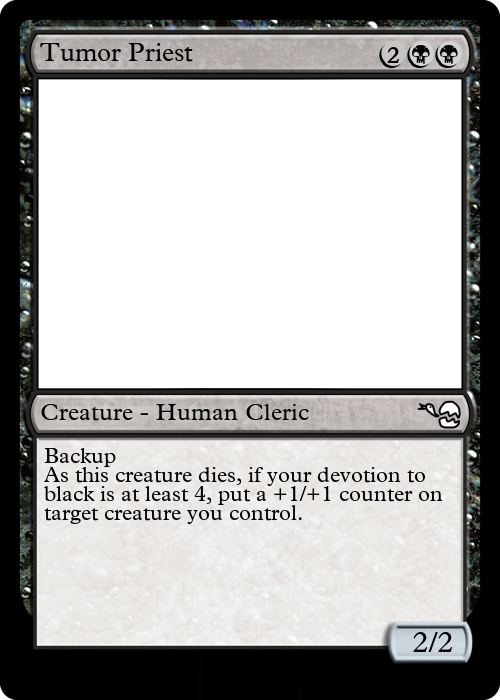 Tumor Priest 2
Creature - Human Cleric
Backup
As this creature dies, if your devotion to
black is at least 4, put a +1/+1 counter on
target creature you control.
2/2